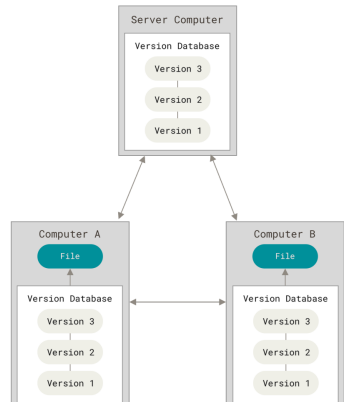 Server Computer
Version Database
Version 3
Version 2
Version 1
Computer A
File
Version Database
Version 3
Version 2
Version 1
Computer B
File
Version Database
Version 3
Version 2
Version 1